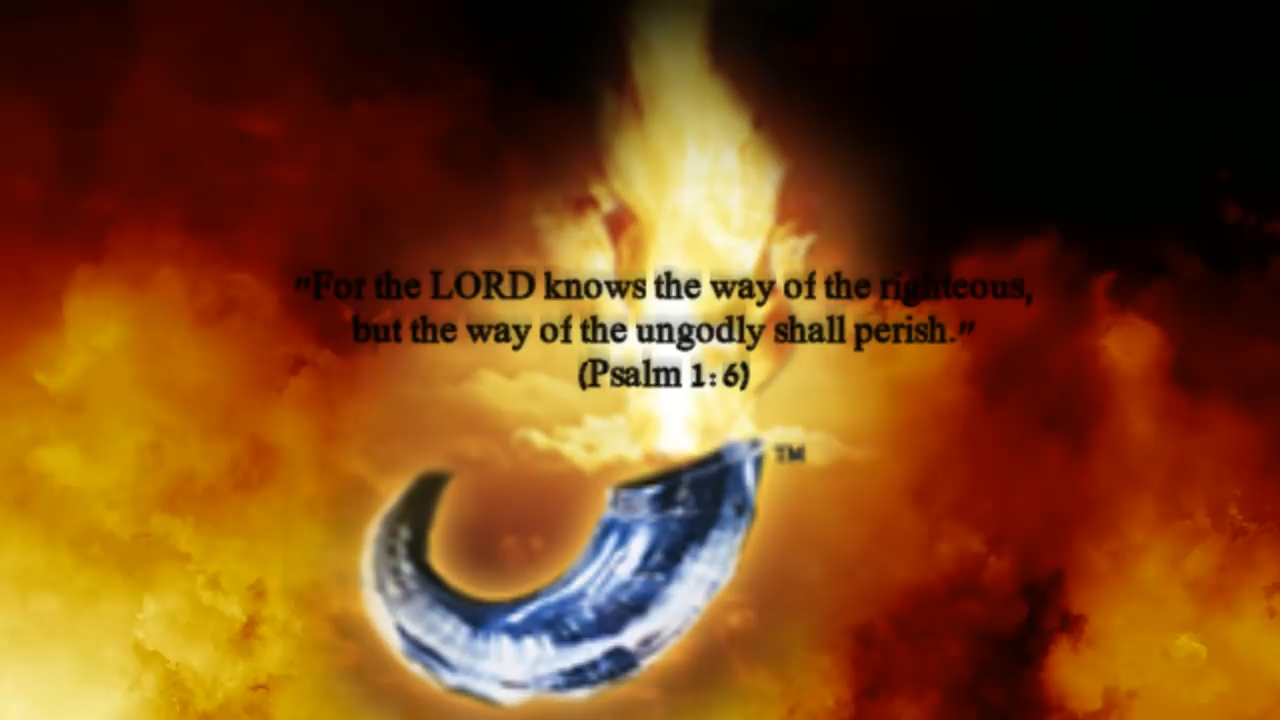 "For the LORD knows the way of the righteous,
but the way of the ungodly shall perish."
(Psalm 1:6)
TM